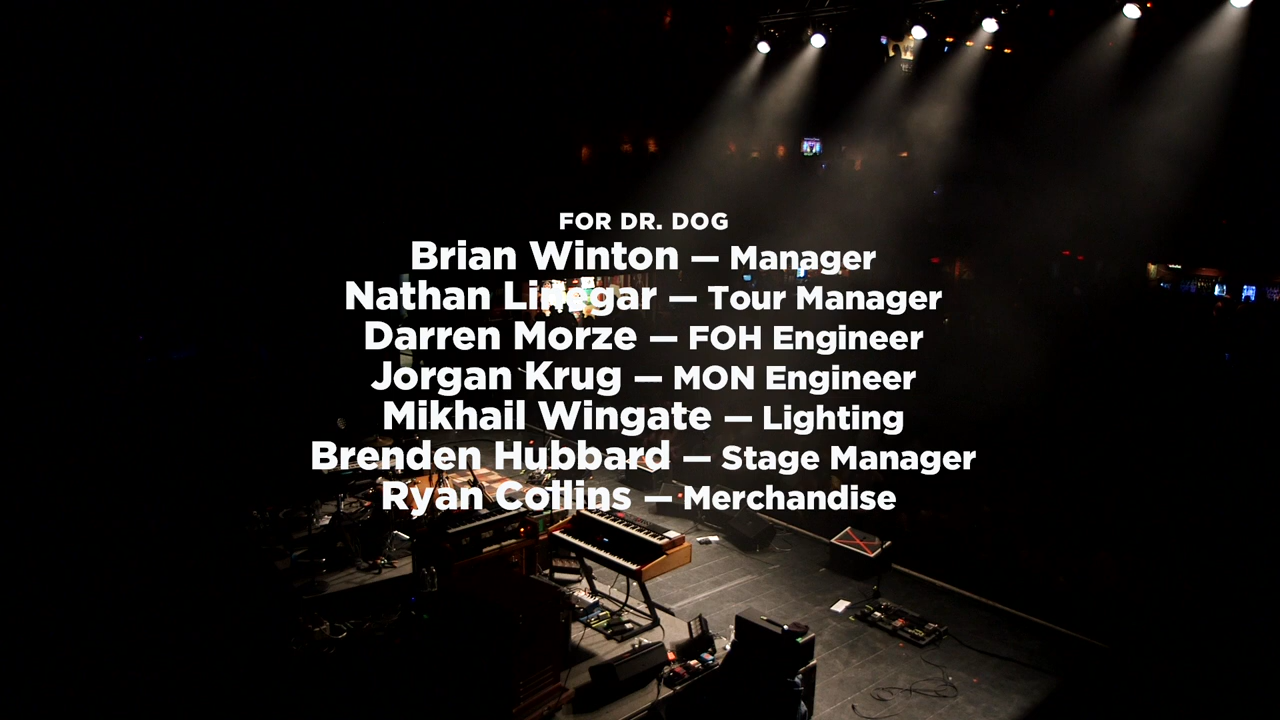 FOR DR. DOG
Brian Winton — Manager
Nathan Linegar — Tour Manager
Darren Morze — FOH Engineer
Jorgan Krug — MON Engineer
Mikhail Wingate — Lighting
Brenden Hubbard — Stage Manager
Ryan Collins — Merchandise